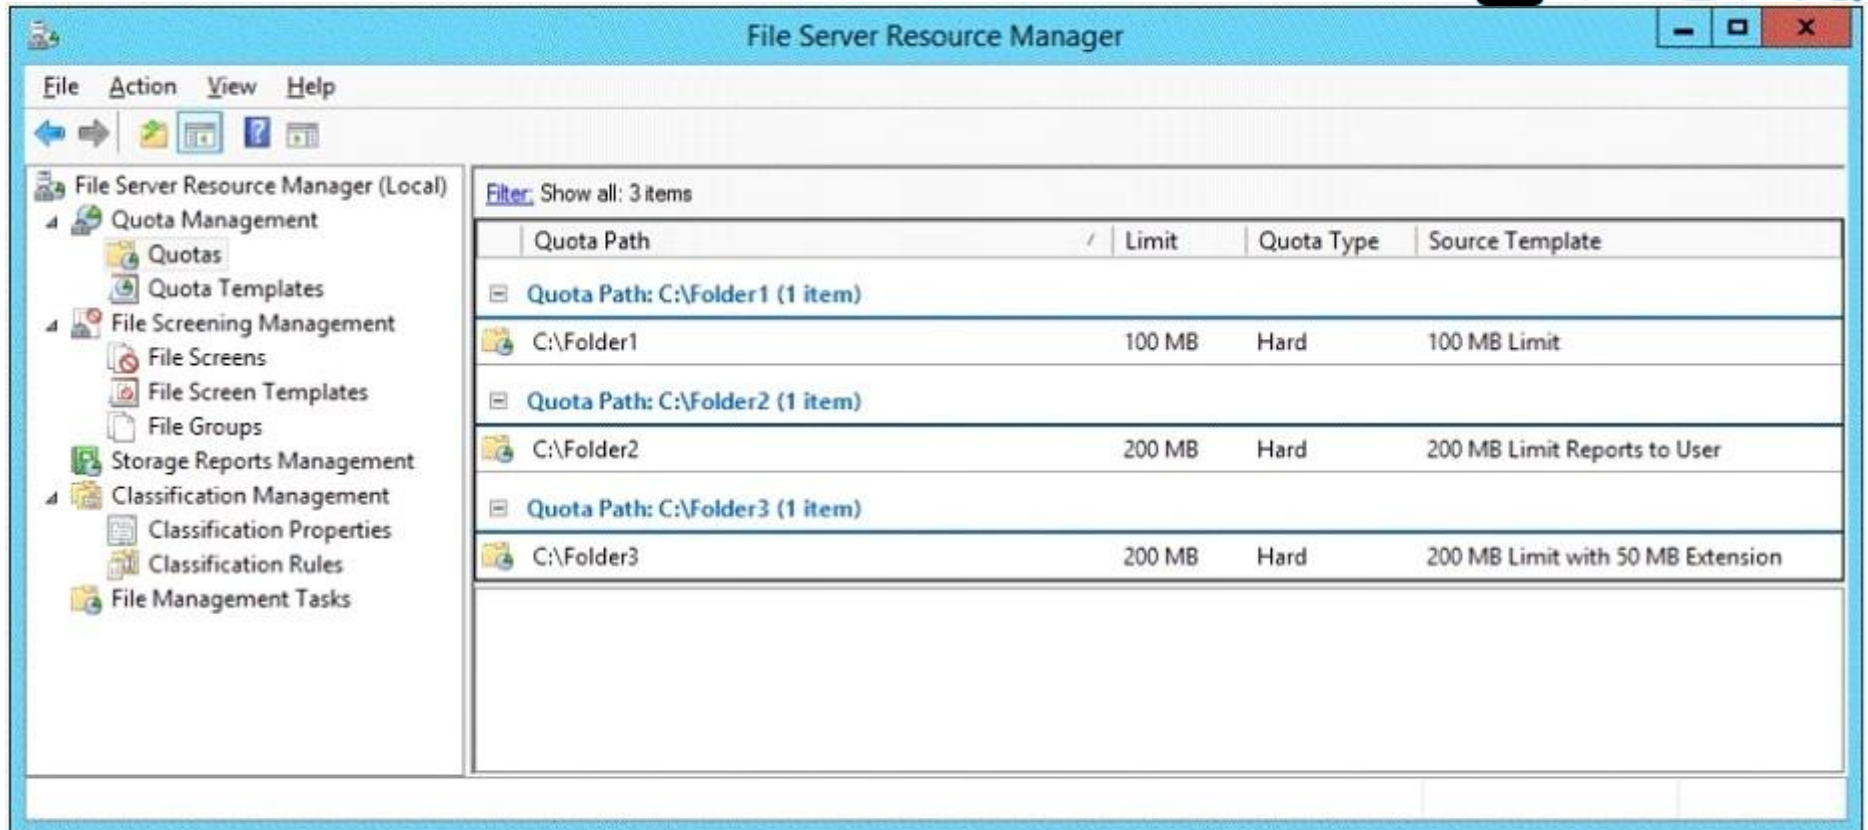 File Server Resource Manager
File Action View Help
File Server Resource Manager (Local)
Quota Management
Quotas
Quota Templates
File Screening Management
File Screens
File Screen Templates
File Groups
Storage Reports Management
Classification Management
Classification Properties
Classification Rules
File Management Tasks
Filter: Show all: 3 items
Quota Path / Limit Quota Type Source Template
Quota Path: C:\Folder1 (1 item)
C:\Folder1 100 MB Hard 100 MB Limit
Quota Path: C:\Folder2 (1 item)
C:\Folder2 200 MB Hard 200 MB Limit Reports to User
Quota Path: C:\Folder3 (1 item)
C:\Folder3 200 MB Hard 200 MB Limit with 50 MB Extension